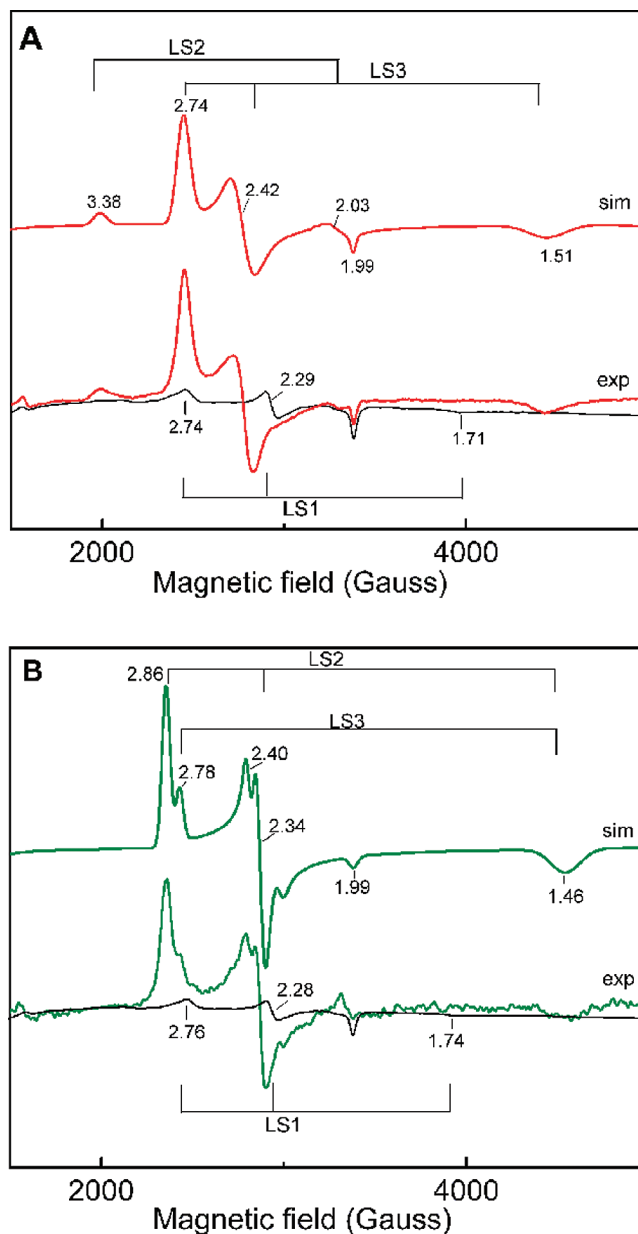 A
LS2
LS3
2.74
3.38
2.42
2.03
sim
1.99
1.51
2.29
exp
2.74
1.71
LS1
2000
4000
Magnetic field (Gauss)
B
2.86
LS2
LS3
2.78
2.40
2.34
sim
1.99
1.46
exp
2.28
2.76
1.74
LS1
2000
4000
Magnetic field (Gauss)